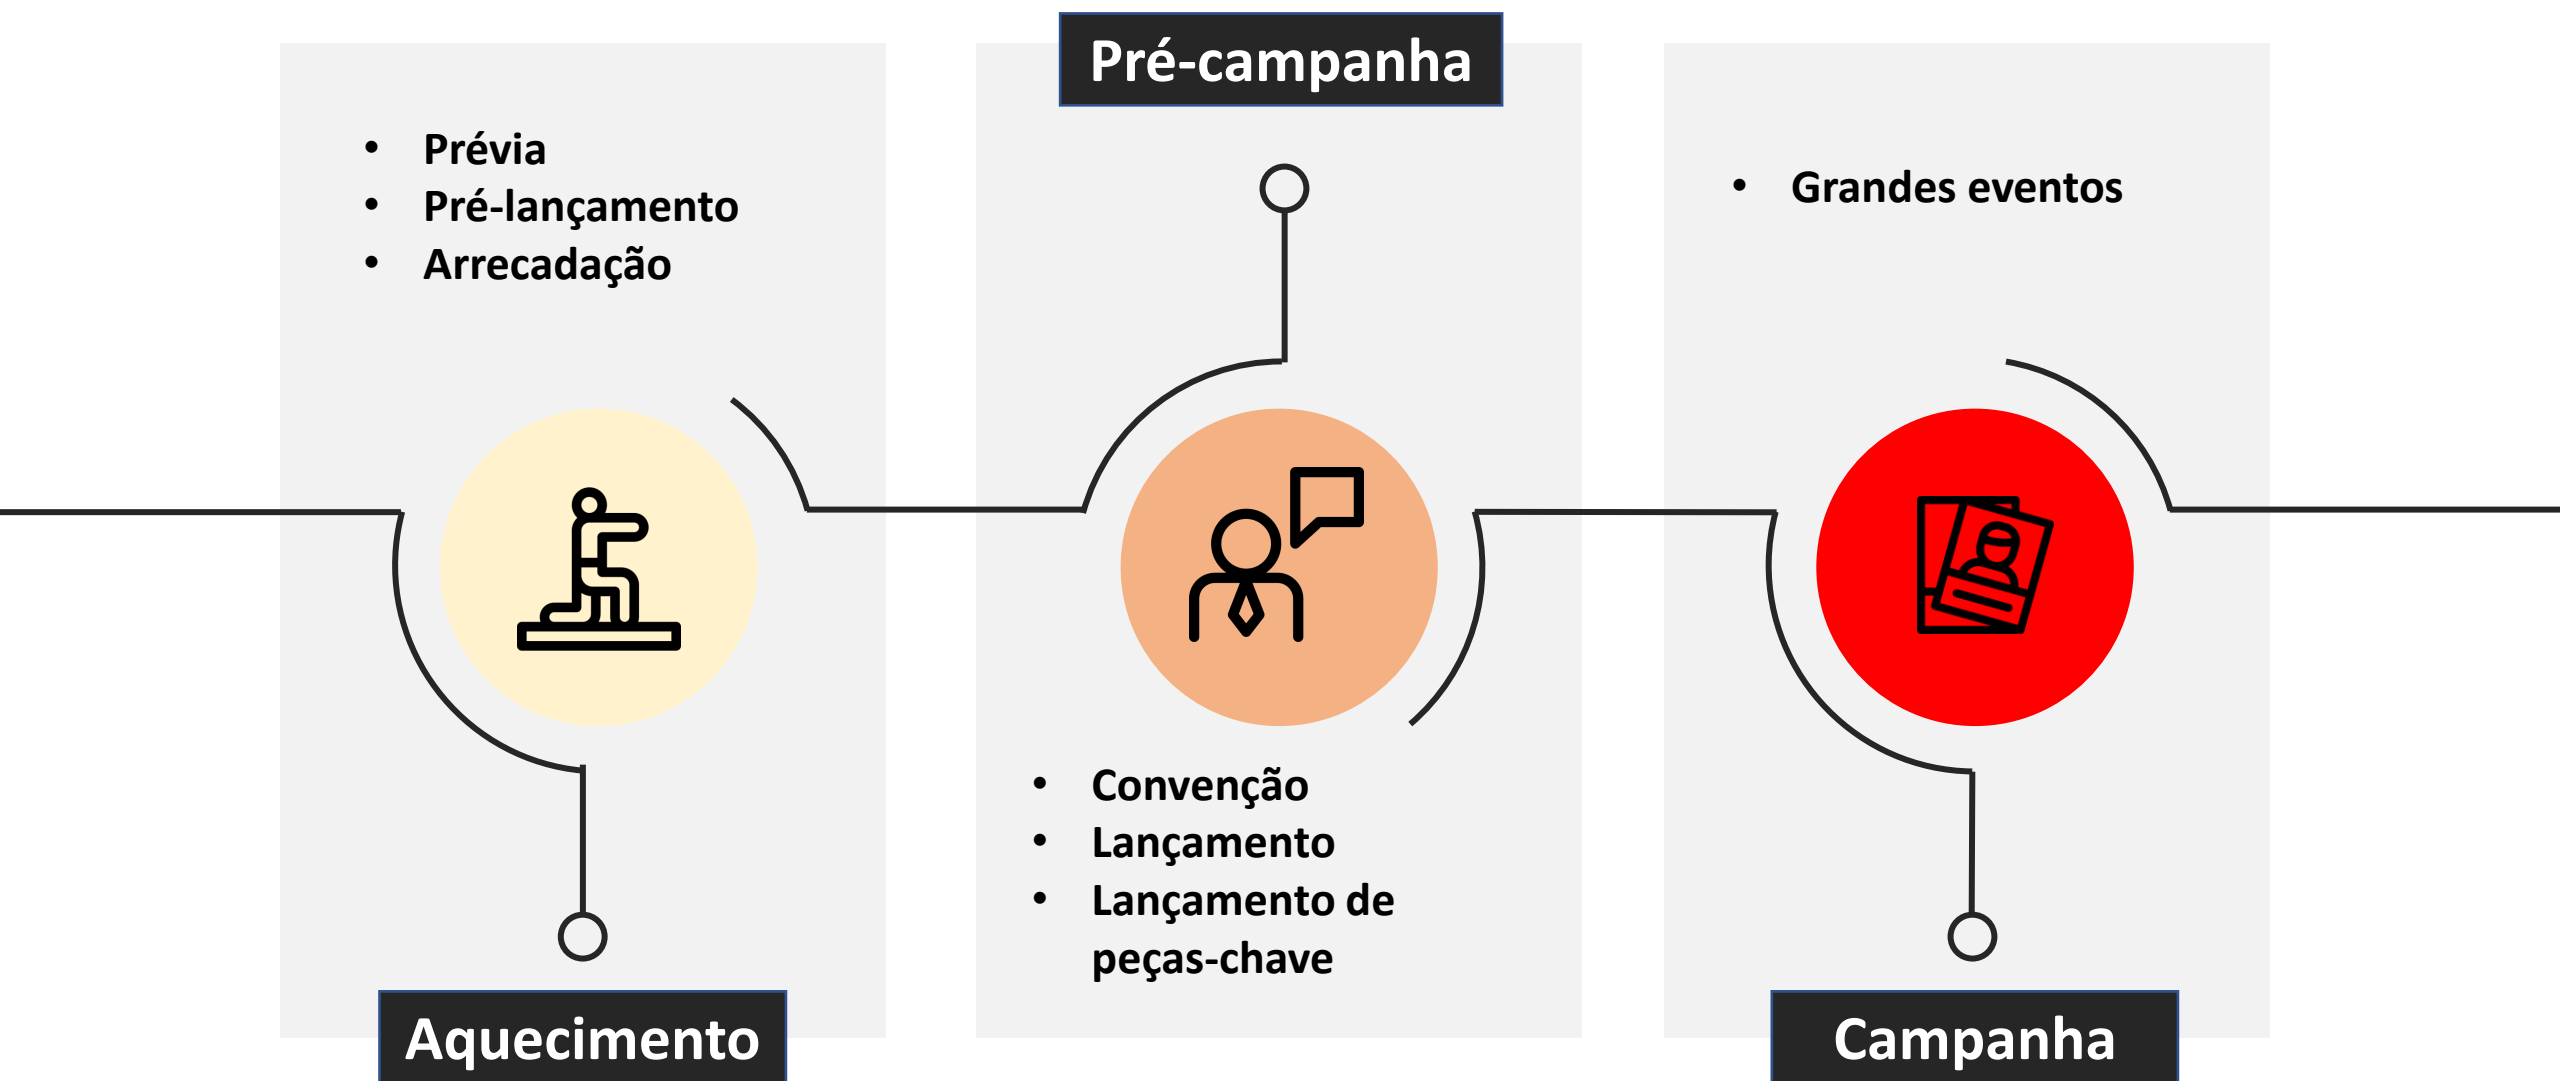 • Prévia
• Pré-lançamento
• Arrecadação
Aquecimento
Pré-campanha
• Convenção
• Lançamento
• Lançamento de
peças-chave
• Grandes eventos
Campanha